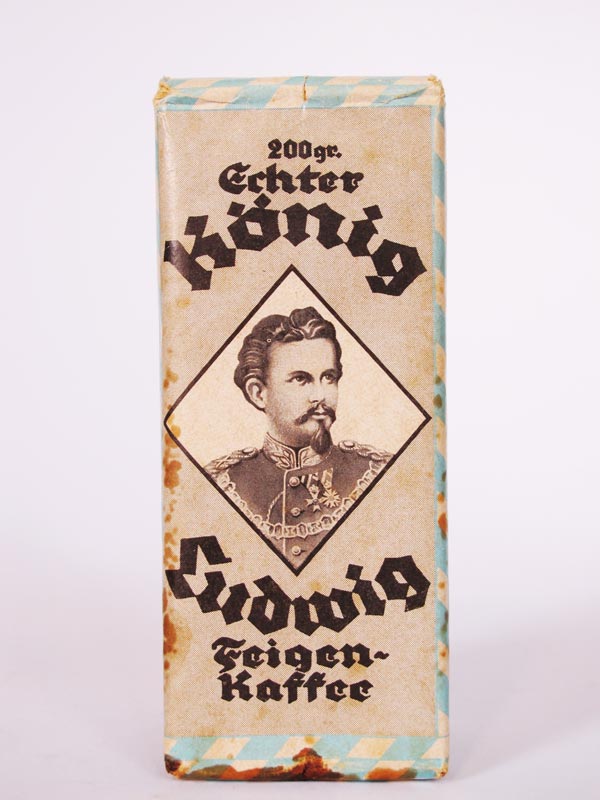 200gr.
Echter
König
Ludwig
Feigen-
Kaffee